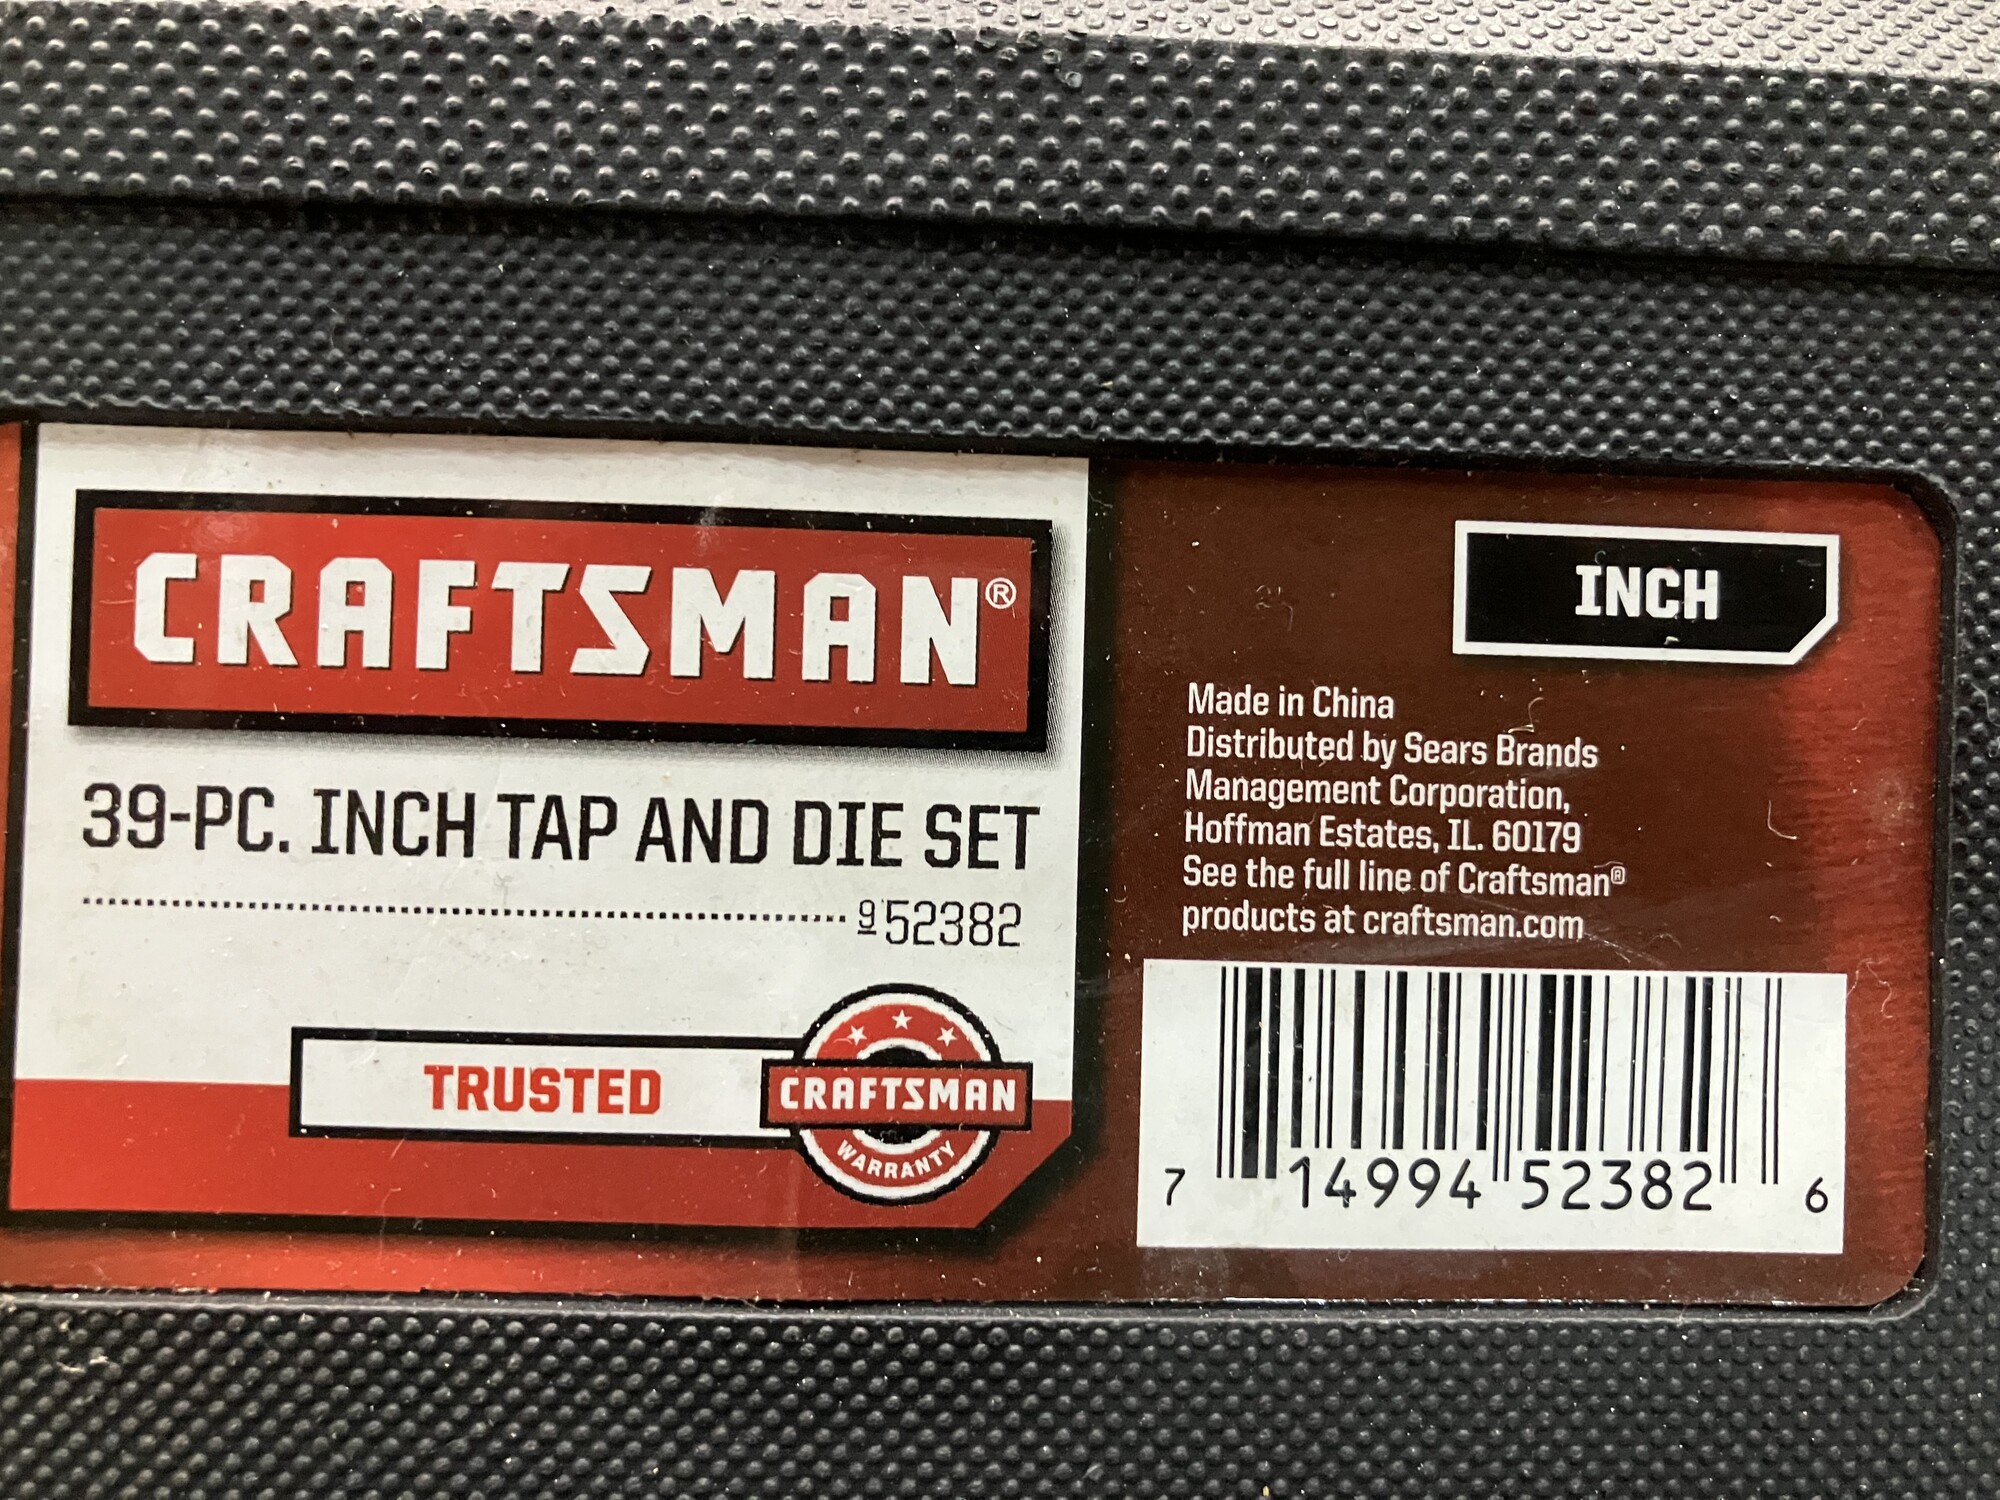 CRAFTSMAN®
39-PC. INCH TAP AND DIE SET
9 52382
TRUSTED
CRAFTSMAN
WARRANTY
INCH
Made in China
Distributed by Sears Brands
Management Corporation,
Hoffman Estates, IL. 60179
See the full line of Craftsman®
products at craftsman.com
7 14994 52382 6